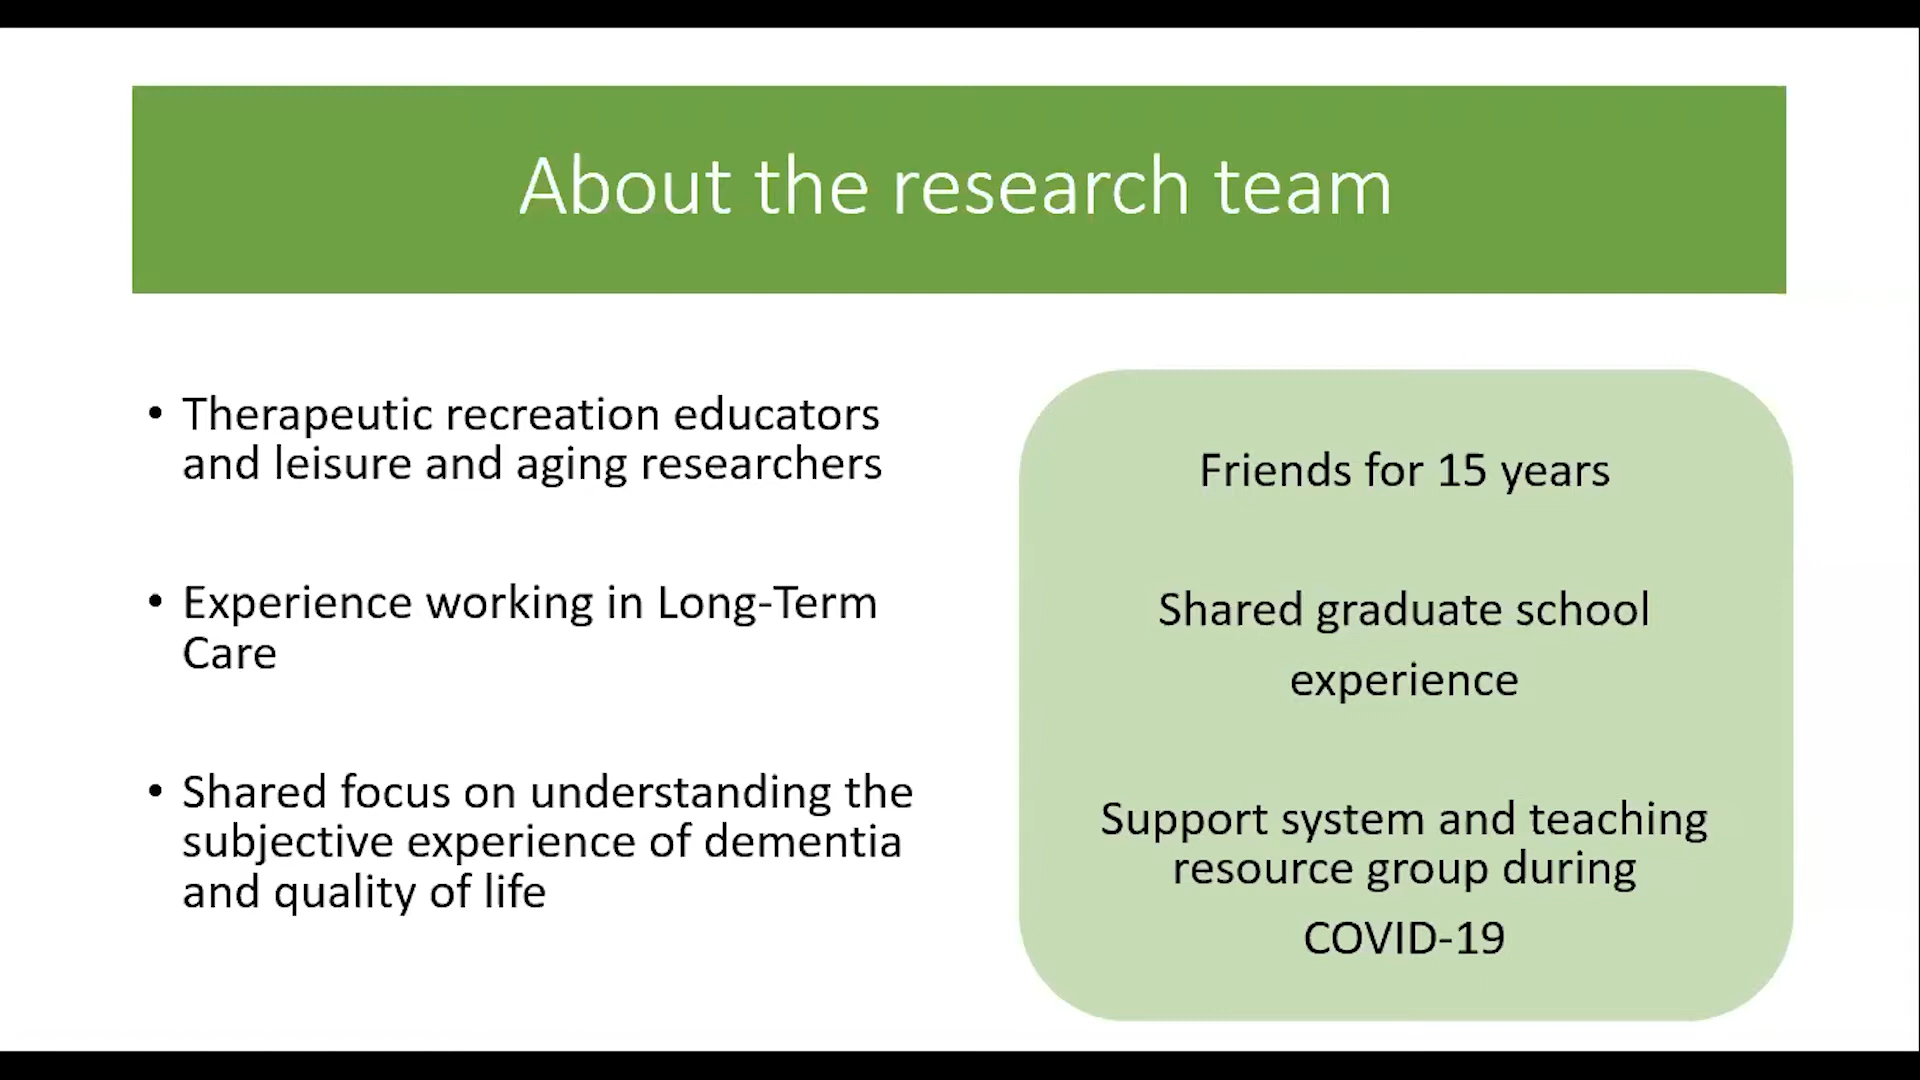 About the research team
• Therapeutic recreation educators
and leisure and aging researchers
• Experience working in Long-Term
Care
• Shared focus on understanding the
subjective experience of dementia
and quality of life
Friends for 15 years
Shared graduate school
experience
Support system and teaching
resource group during
COVID-19